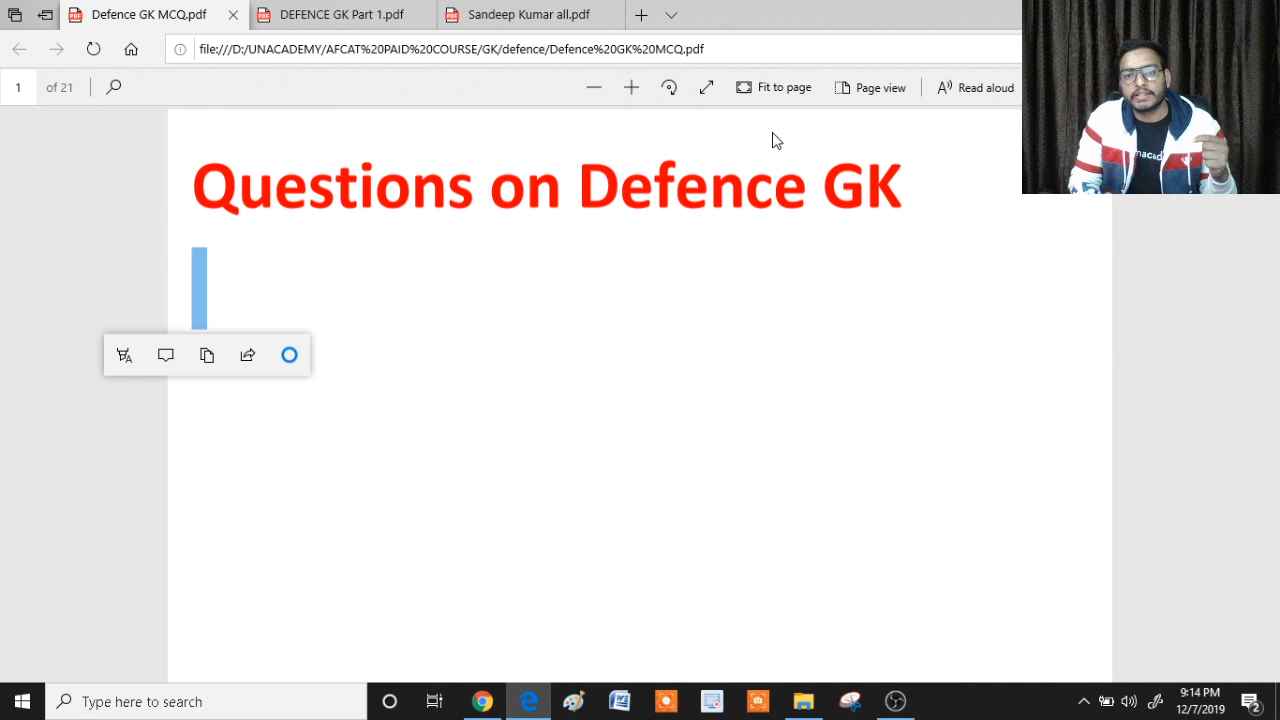 Defence GK MCQ.pdf
DEFENCE GK Part 1.pdf
Sandeep Kumar all.pdf
file:///D:/UNACADEMY/AFCAT%20PAID%20COURSE/GK/defence/Defence%20GK%20MCQ.pdf
1 of 21
Fit to page
Page view
Read aloud
Questions on Defence GK
Type here to search
9:14 PM
12/7/2019
2